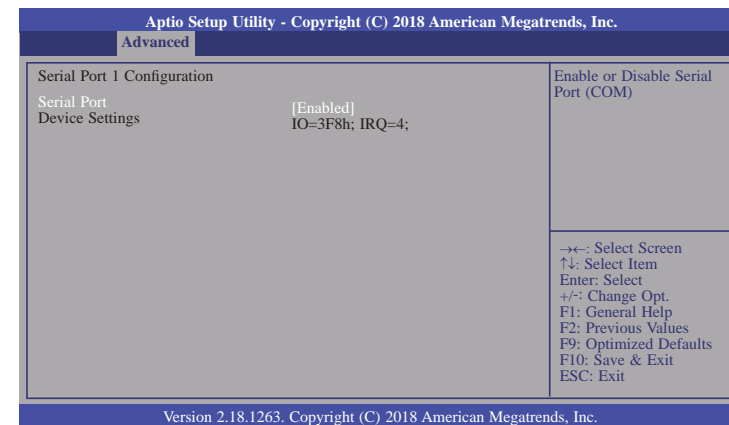 Aptio Setup Utility - Copyright (C) 2018 American Megatrends, Inc.
Advanced
Serial Port 1 Configuration
Serial Port [Enabled]
Device Settings IO=3F8h; IRQ=4;
Enable or Disable Serial
Port (COM)
→←: Select Screen
↑↓: Select Item
Enter: Select
+/-: Change Opt.
F1: General Help
F2: Previous Values
F9: Optimized Defaults
F10: Save & Exit
ESC: Exit
Version 2.18.1263. Copyright (C) 2018 American Megatrends, Inc.